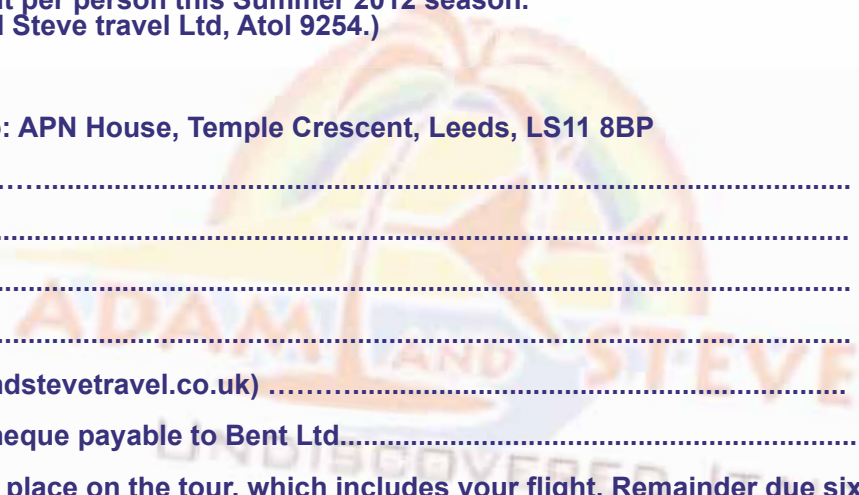 t per person this Summer 2012 season.
Steve travel Ltd, Atol 9254.)
: APN House, Temple Crescent, Leeds, LS11 8BP
…..............................................................................................................
..............................................................................................................
..............................................................................................................
..............................................................................................................
ADAM AND STEVE
ndstevetravel.co.uk) ………..................................................................
heque payable to Bent Ltd......................................................................
UNDISCOVERED
place on the tour, which includes your flight. Remainder due six